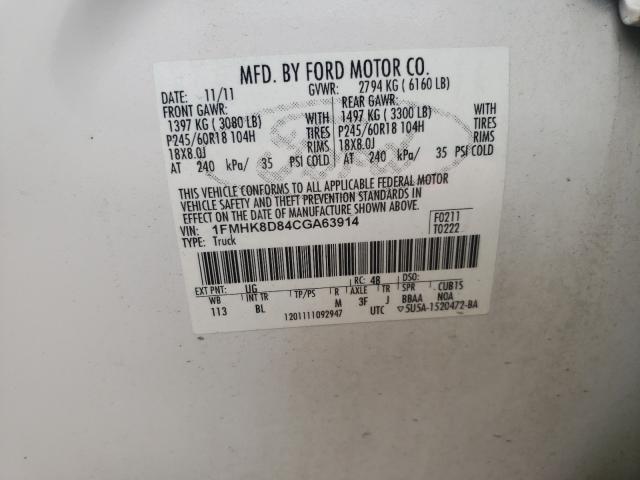 MFD. BY FORD MOTOR CO.
DATE: 11/11 GVWR: 2794 KG ( 6160 LB)
FRONT GAWR: REAR GAWR:
1397 KG ( 3080 LB) WITH 1497 KG ( 3300 LB) WITH
P245/60R18 104H TIRES P245/60R18 104H TIRES
18X8.0J RIMS 18X8.0J RIMS
AT 240 kPa/ 35 PSI COLD AT 240 kPa/ 35 PSI COLD
THIS VEHICLE CONFORMS TO ALL APPLICABLE FEDERAL MOTOR
VEHICLE SAFETY AND THEFT PREVENTION STANDARDS IN
EFFECT ON THE DATE OF MANUFACTURE SHOWN ABOVE.
VIN: 1FMHK8D84CGA63914 F0211
TYPE: Truck T0222
EXT PNT: UG RC: 48 DSO:
WB INT TR TP/PS R AXLE TR SPR CUB15
113 BL M 3F J BBAA NOA
1201111092947 UTC ▽5U5A-1520472-BA
Ford